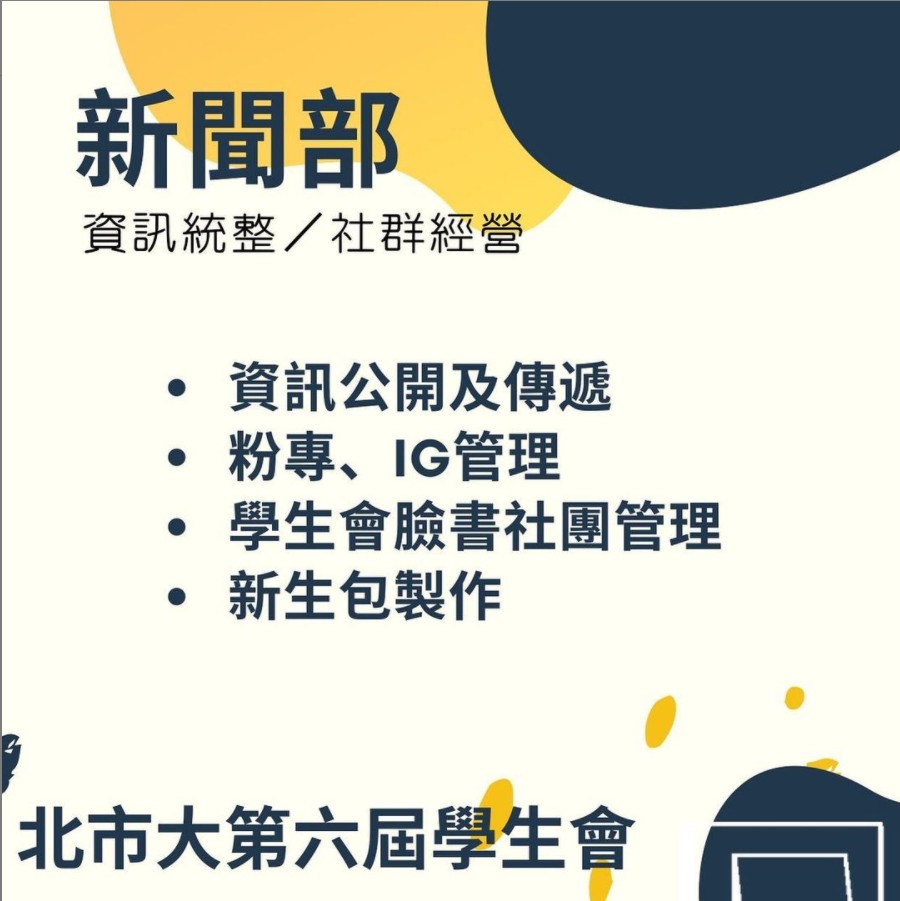 新聞部
資訊統整／社群經營
• 資訊公開及傳遞
• 粉專、IG管理
• 學生會臉書社團管理
• 新生包製作
北市大第六屆學生會